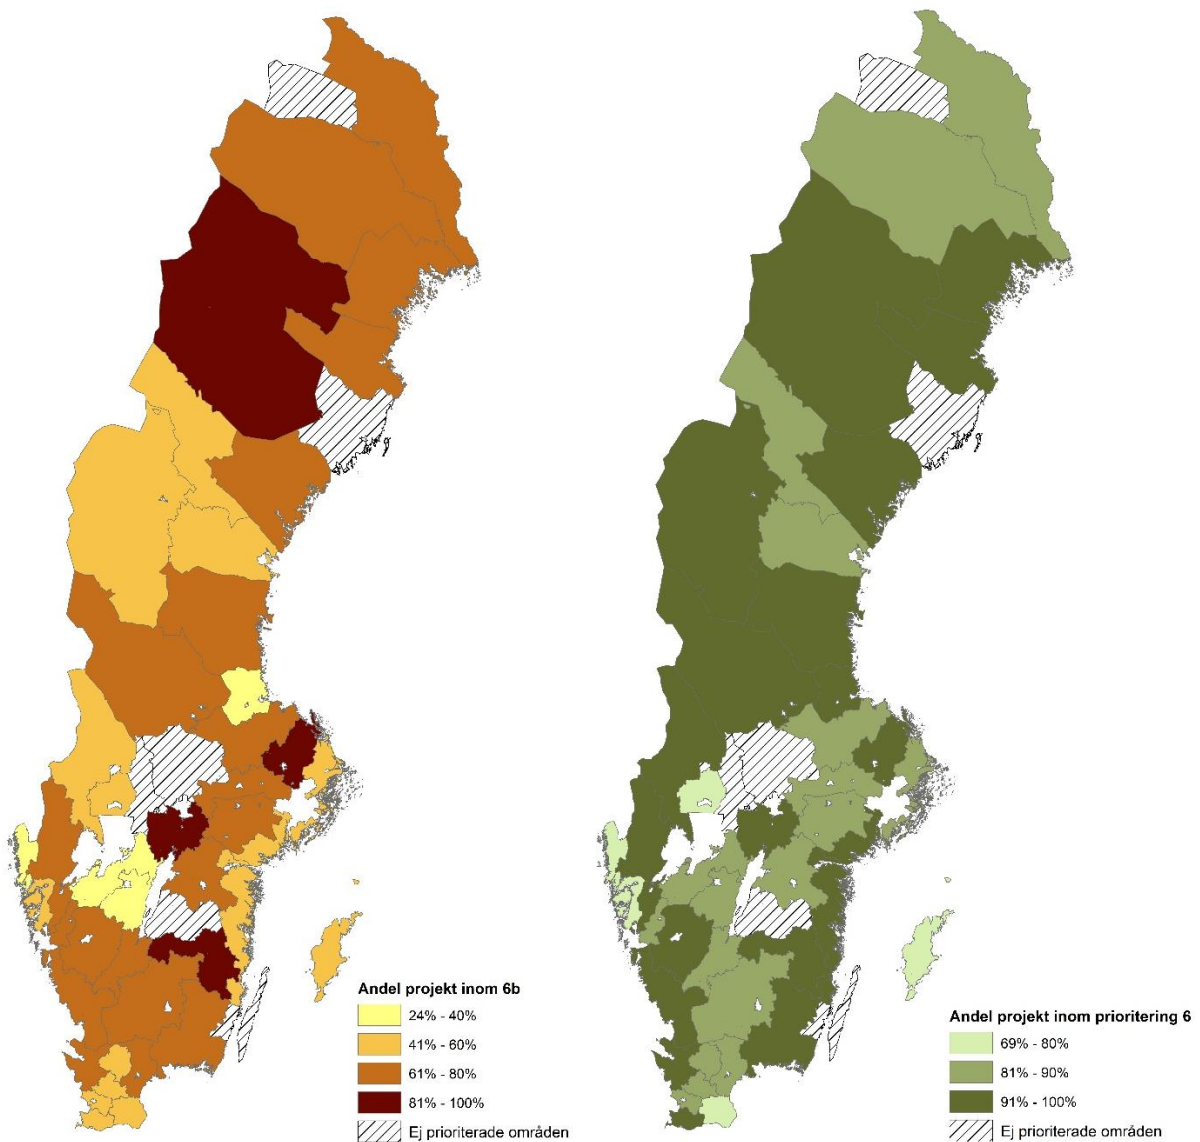 Andel projekt inom 6b
24% - 40%
41% - 60%
61% - 80%
81% - 100%
Ej prioriterade områden
Andel projekt inom prioritering 6
69% - 80%
81% - 90%
91% - 100%
Ej prioriterade områden